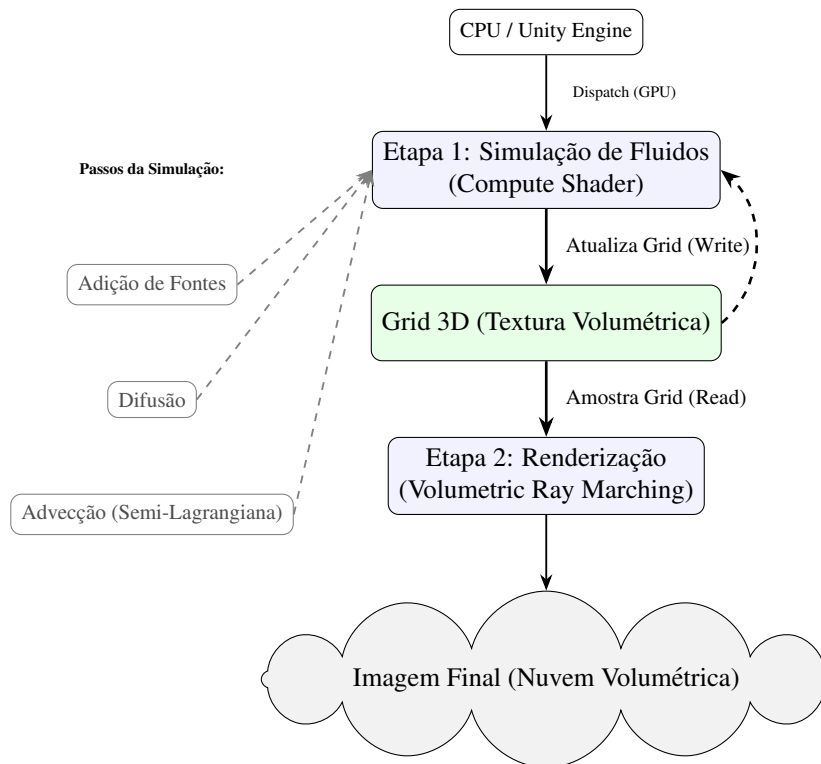 CPU / Unity Engine
Dispatch (GPU)
Passos da Simulação:
Etapa 1: Simulação de Fluidos
(Compute Shader)
Atualiza Grid (Write)
Adição de Fontes
Grid 3D (Textura Volumétrica)
Difusão
Amostra Grid (Read)
Etapa 2: Renderização
(Volumetric Ray Marching)
Advecção (Semi-Lagrangiana)
Imagem Final (Nuvem Volumétrica)